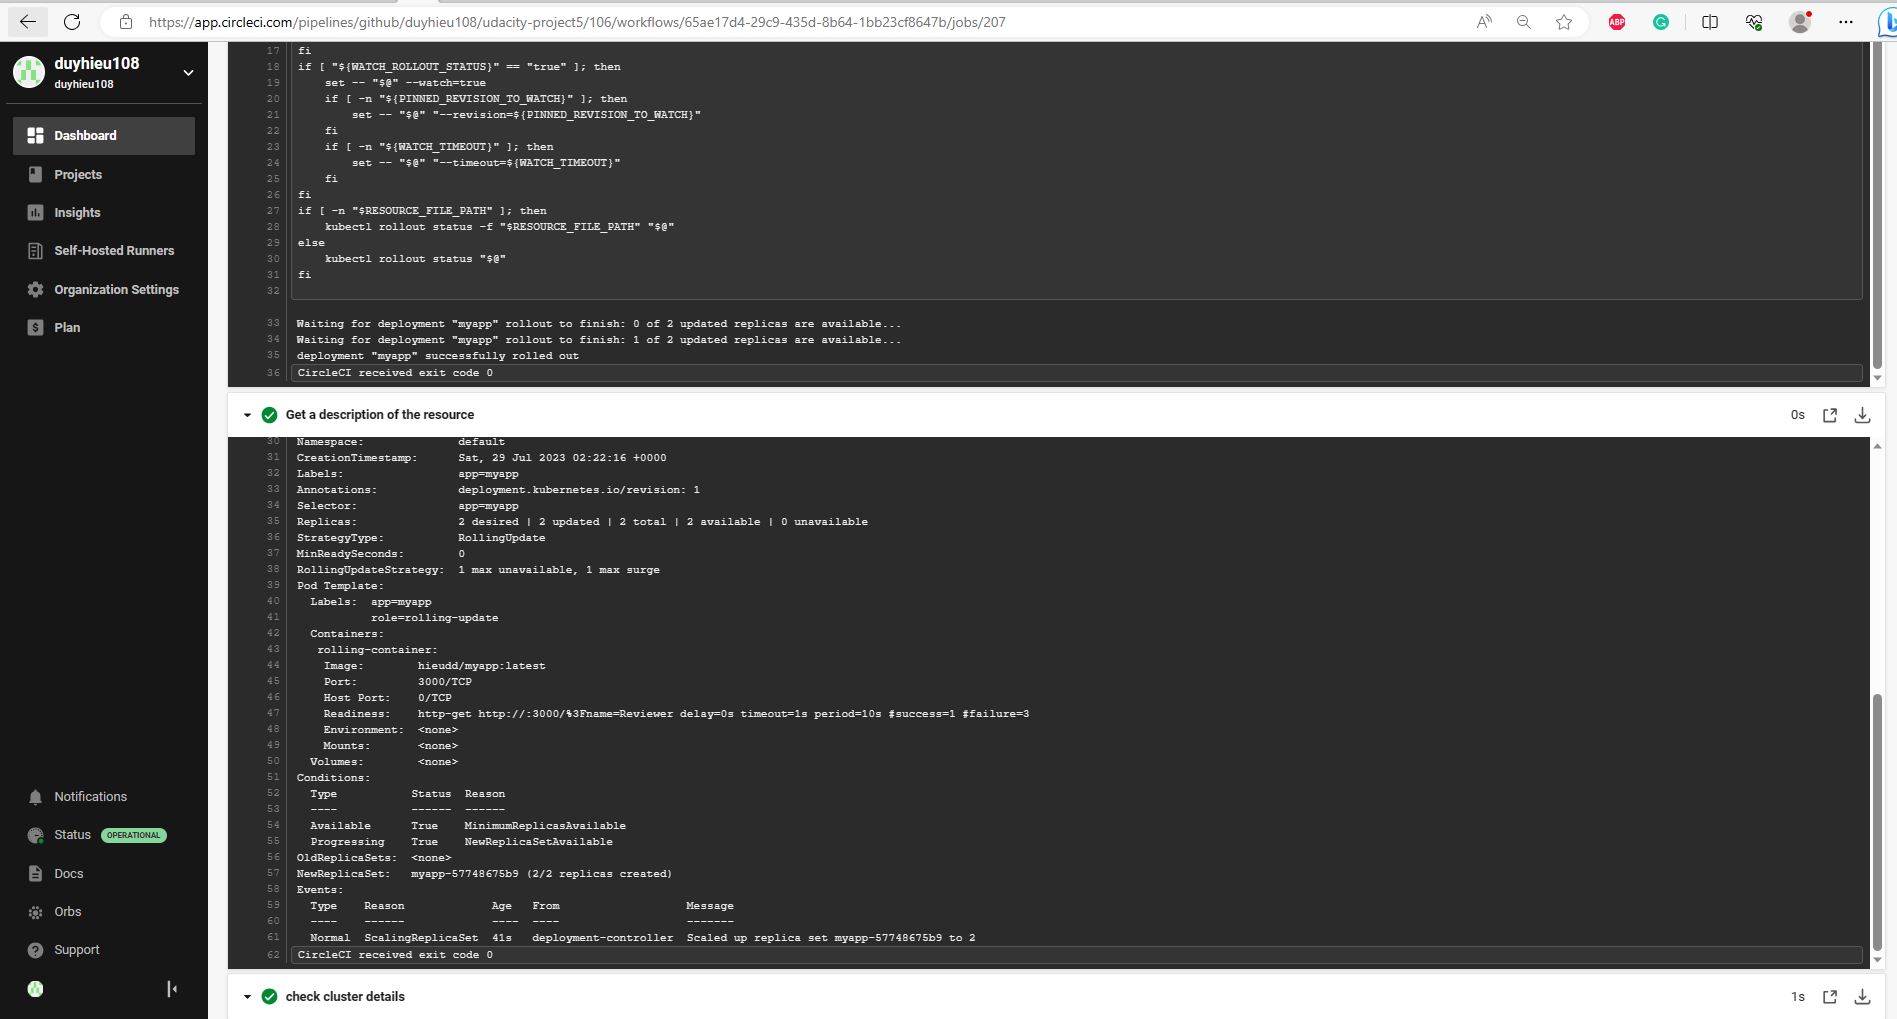 https://app.circleci.com/pipelines/github/duyhieu108/udacity-project5/106/workflows/65ae17d4-29c9-435d-8b64-1bb23cf8647b/jobs/207
ABP
duyhieu108
duyhieu108
Dashboard
Projects
Insights
Self-Hosted Runners
Organization Settings
Plan
Notifications
Status OPERATIONAL
Docs
Orbs
Support
17 fi
18 if [ "${WATCH_ROLLOUT_STATUS}" == "true" ]; then
19 set -- "$@" --watch=true
20 if [ -n "${PINNED_REVISION_TO_WATCH}" ]; then
21 set -- "$@" "--revision=${PINNED_REVISION_TO_WATCH}"
22 fi
23 if [ -n "${WATCH_TIMEOUT}" ]; then
24 set -- "$@" "--timeout=${WATCH_TIMEOUT}"
25 fi
26 fi
27 if [ -n "$RESOURCE_FILE_PATH" ]; then
28 kubectl rollout status -f "$RESOURCE_FILE_PATH" "$@"
29 else
30 kubectl rollout status "$@"
31 fi
32
33 Waiting for deployment "myapp" rollout to finish: 0 of 2 updated replicas are available...
34 Waiting for deployment "myapp" rollout to finish: 1 of 2 updated replicas are available...
35 deployment "myapp" successfully rolled out
36 CircleCI received exit code 0
Get a description of the resource 0s
30 Namespace: default
31 CreationTimestamp: Sat, 29 Jul 2023 02:22:16 +0000
32 Labels: app=myapp
33 Annotations: deployment.kubernetes.io/revision: 1
34 Selector: app=myapp
35 Replicas: 2 desired | 2 updated | 2 total | 2 available | 0 unavailable
36 StrategyType: RollingUpdate
37 MinReadySeconds: 0
38 RollingUpdateStrategy: 1 max unavailable, 1 max surge
39 Pod Template:
40 Labels: app=myapp
41 role=rolling-update
42 Containers:
43 rolling-container:
44 Image: hieudd/myapp:latest
45 Port: 3000/TCP
46 Host Port: 0/TCP
47 Readiness: http-get http://:3000/%3Fname=Reviewer delay=0s timeout=1s period=10s #success=1 #failure=3
48 Environment: <none>
49 Mounts: <none>
50 Volumes: <none>
51 Conditions:
52 Type Status Reason
53 ---- ------ ------
54 Available True MinimumReplicasAvailable
55 Progressing True NewReplicaSetAvailable
56 OldReplicaSets: <none>
57 NewReplicaSet: myapp-57748675b9 (2/2 replicas created)
58 Events:
59 Type Reason Age From Message
60 ---- ------ ---- ---- -------
61 Normal ScalingReplicaSet 41s deployment-controller Scaled up replica set myapp-57748675b9 to 2
62 CircleCI received exit code 0
check cluster details 1s